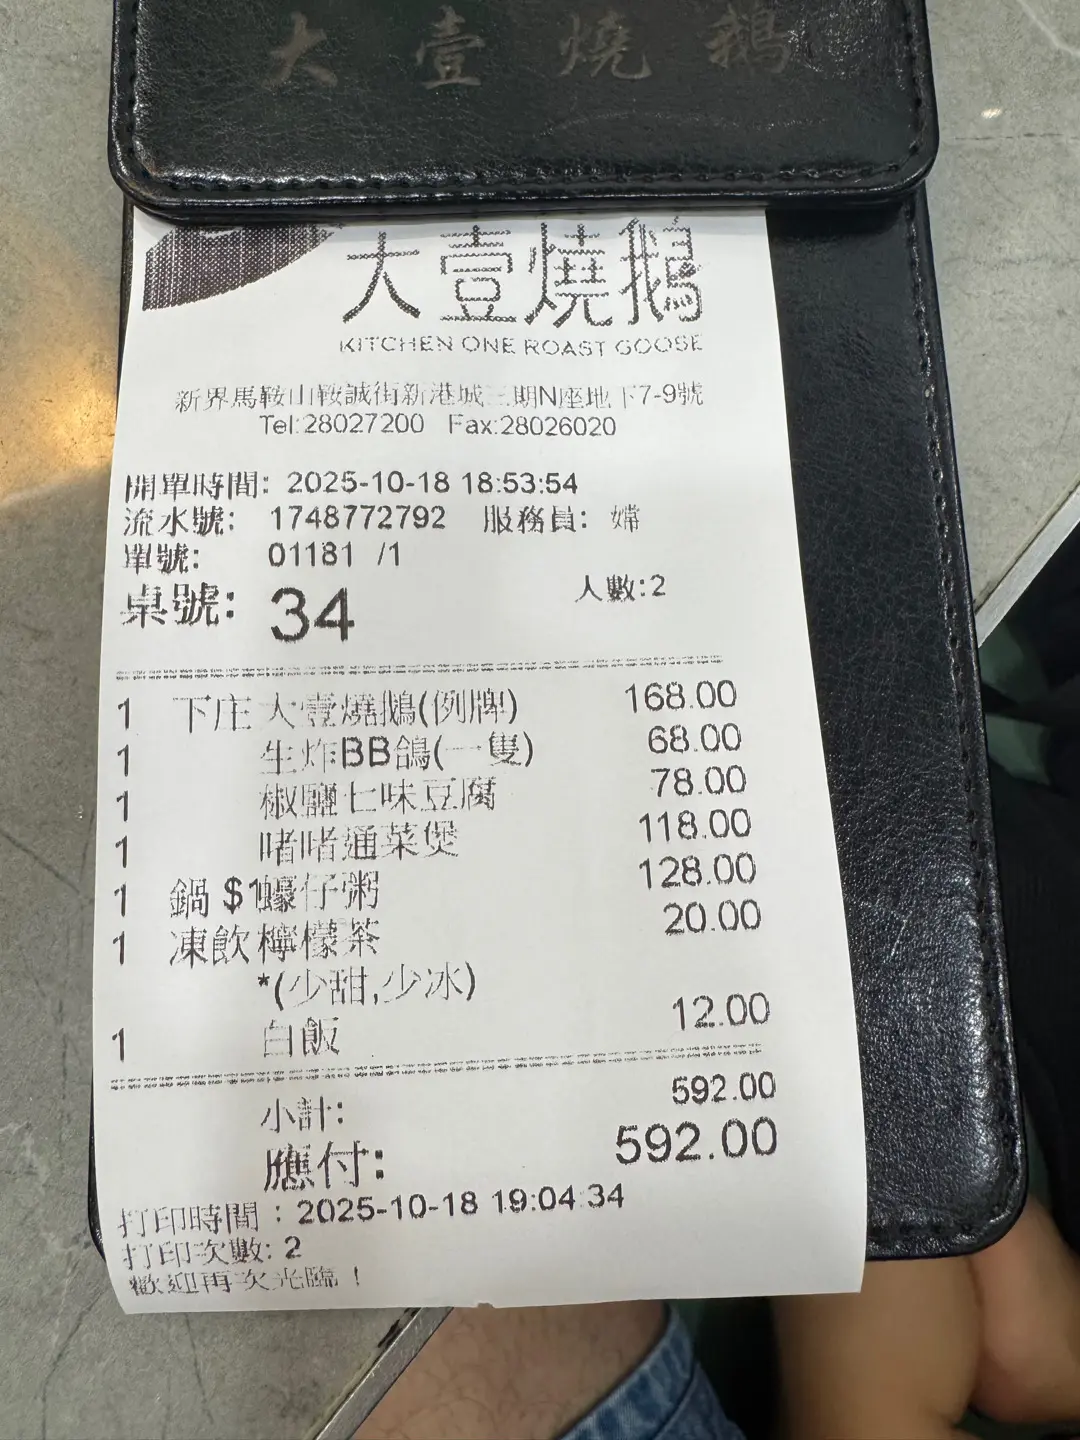 大壹燒鵝
大壹燒鵝
KITCHEN ONE ROAST GOOSE
新界馬鞍山鞍誠街新港城三期N座地下7-9號
Tel:28027200 Fax:28026020
開單時間: 2025-10-18 18:53:54
流水號: 1748772792 服務員: 嫦
單號: 01181 /1
桌號: 34 人數:2
1 下庄 大壹燒鵝(例牌) 168.00
1 生炸BB鴿(一隻) 68.00
1 椒鹽七味豆腐 78.00
1 啫啫通菜煲 118.00
1 鍋 $1蠔仔粥 128.00
1 凍飲 檸檬茶 20.00
*(少甜,少冰)
1 白飯 12.00
小計: 592.00
應付: 592.00
打印時間 : 2025-10-18 19:04:34
打印次數: 2
歡迎再次光臨 !